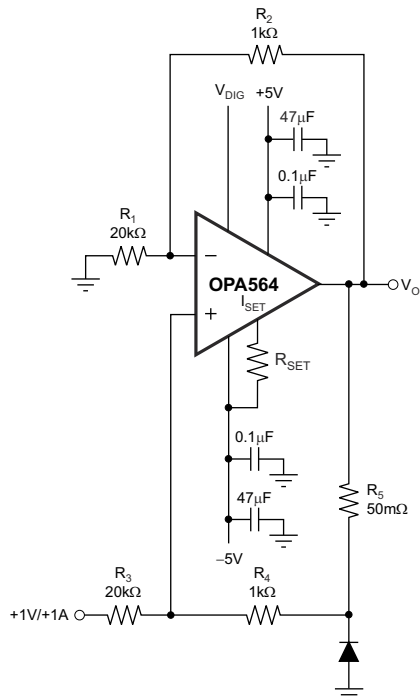 R2
1kΩ
VDIG
+5V
47µF
0.1µF
R1
20kΩ
−
OPA564
ISET
+
VO
RSET
0.1µF
R5
50mΩ
47µF
−5V
R3
20kΩ
R4
1kΩ
+1V/+1A